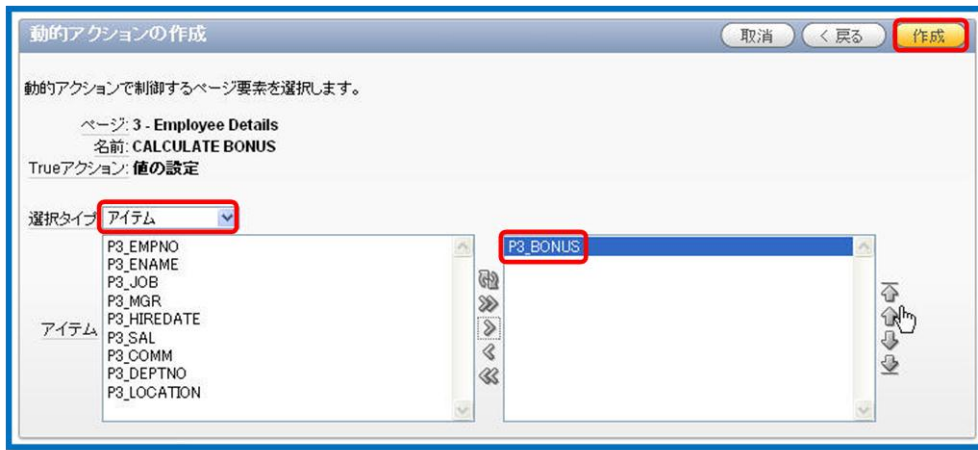 動的アクションの作成
取消 < 戻る 作成
動的アクションで制御するページ要素を選択します。
ページ: 3 - Employee Details
名前: CALCULATE BONUS
Trueアクション: 値の設定
選択タイプ アイテム
アイテム
P3_EMPNO
P3_ENAME
P3_JOB
P3_MGR
P3_HIREDATE
P3_SAL
P3_COMM
P3_DEPTNO
P3_LOCATION
P3_BONUS